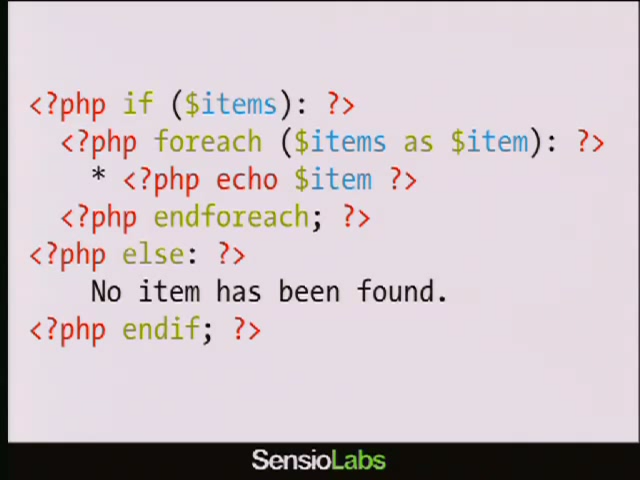 <?php if ($items): ?>
<?php foreach ($items as $item): ?>
* <?php echo $item ?>
<?php endforeach; ?>
<?php else: ?>
No item has been found.
<?php endif; ?>
SensioLabs